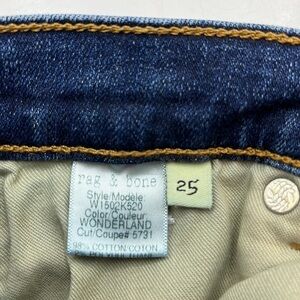 rag & bone
Style/Modele:
W1502K520
Color/Couleur
WONDERLAND
Cut/Coupe# 5731
98% COTTON/COTON
25